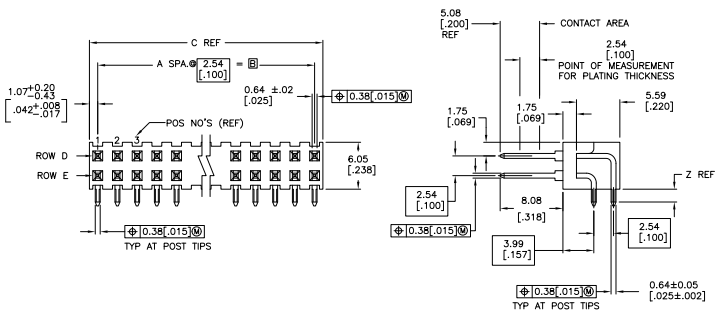 5.08
[.200]
REF
CONTACT AREA
C REF
2.54
[.100]
A SPA.@ 2.54 = B
[.100]
POINT OF MEASUREMENT
FOR PLATING THICKNESS
1.07+0.20
-0.43
[.042+.008
-.017]
0.64 ±.02
[.025]
⌖ 0.38[.015]Ⓜ
1.75
[.069]
1.75
[.069]
5.59
[.220]
POS NO'S (REF)
1 2 3
ROW D
ROW E
6.05
[.238]
Z REF
2.54
[.100]
8.08
[.318]
⌖ 0.38[.015]Ⓜ
TYP AT POST TIPS
⌖ 0.38[.015]Ⓜ
3.99
[.157]
2.54
[.100]
⌖ 0.38[.015]Ⓜ
TYP AT POST TIPS
0.64±0.05
[.025±.002]